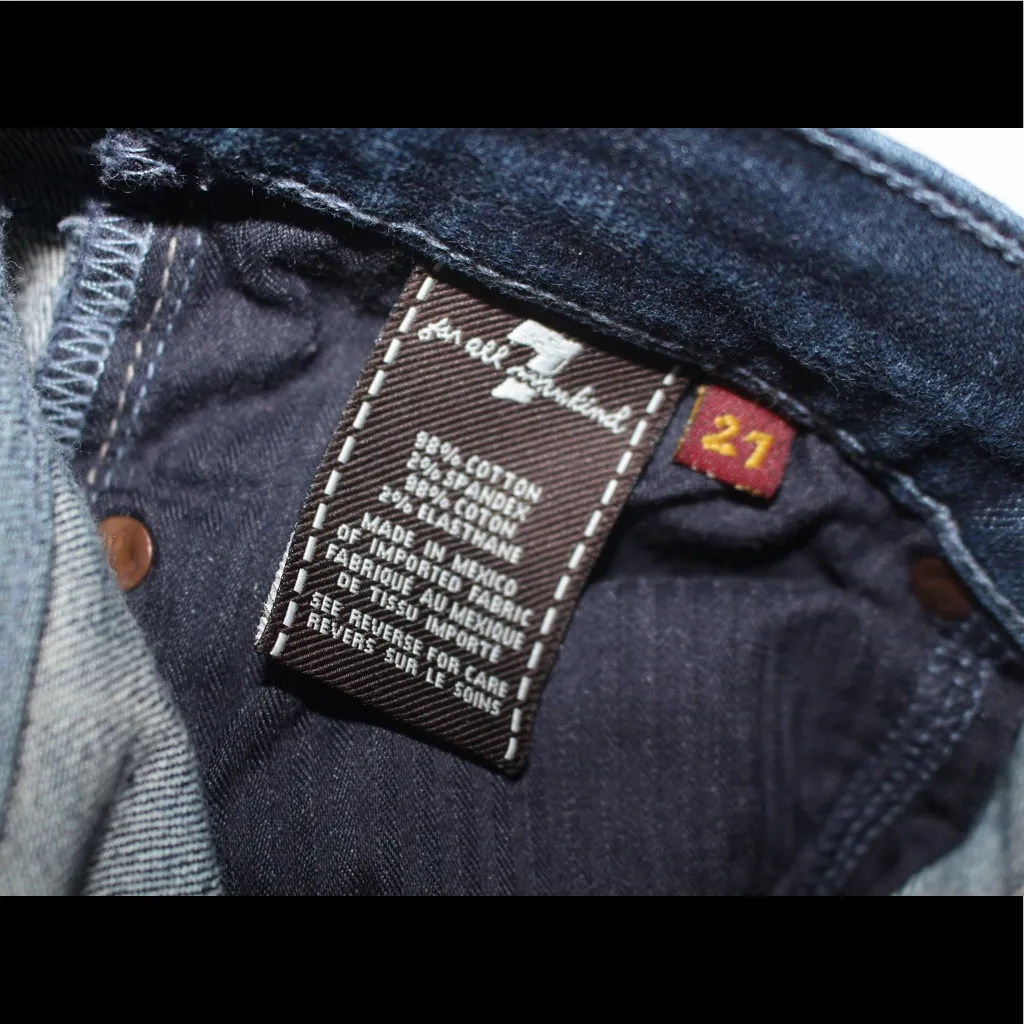 7
for all mankind
27
98% COTTON
2% SPANDEX
98% COTON
2% ELASTHANE
MADE IN MEXICO
OF IMPORTED FABRIC
FABRIQUÉ AU MEXIQUE
DE TISSU IMPORTÉ
SEE REVERSE FOR CARE
REVERS SUR LE SOINS